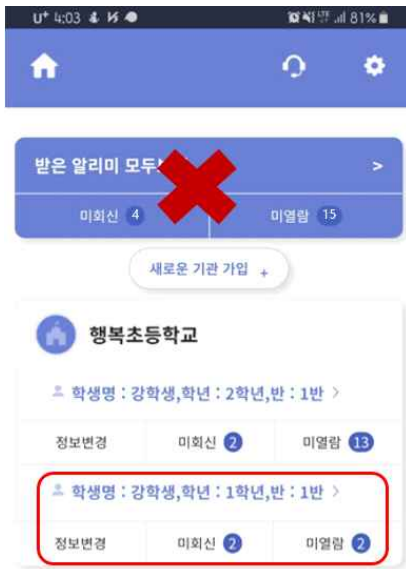 U+ 4:03 81%
받은 알리미 모두 >
미회신 4 미열람 15
새로운 기관 가입 +
행복초등학교
학생명 : 강학생,학년 : 2학년,반 : 1반 >
정보변경 미회신 2 미열람 13
학생명 : 강학생,학년 : 1학년,반 : 1반 >
정보변경 미회신 2 미열람 2